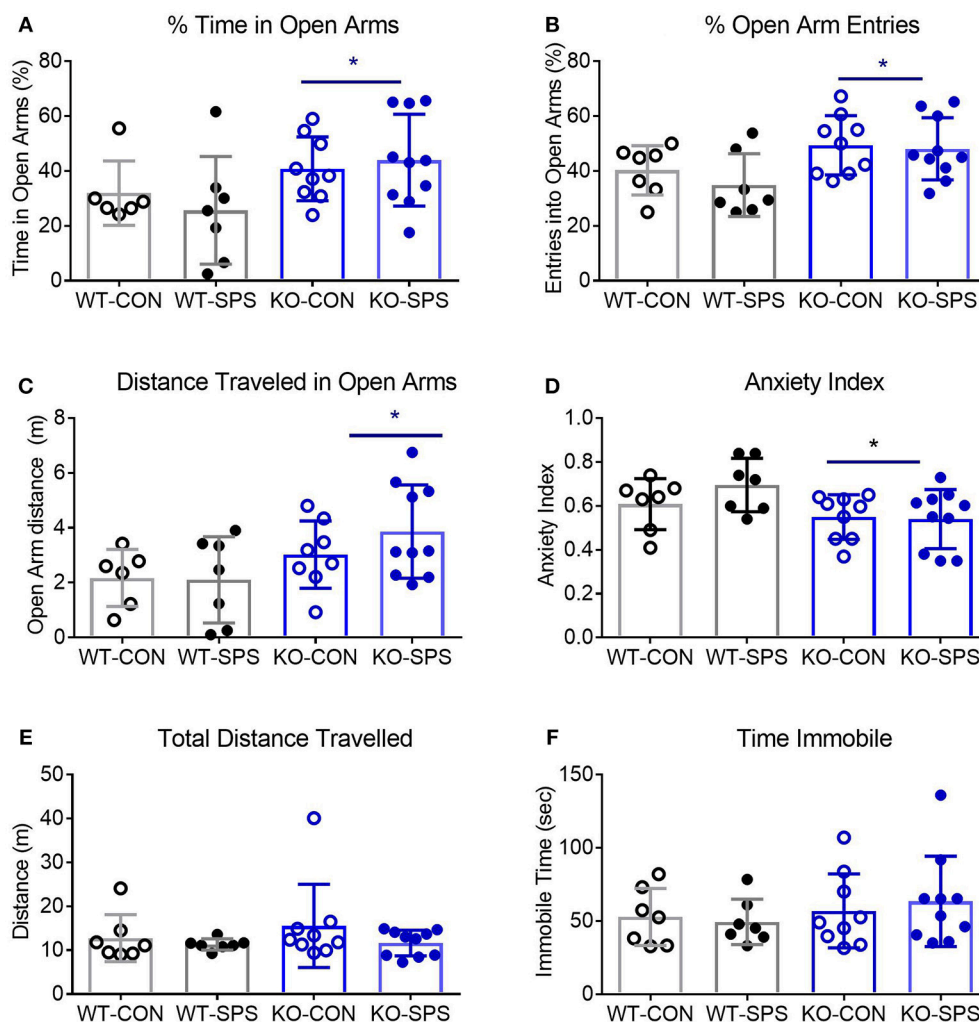 A
% Time in Open Arms
Time in Open Arms (%)
80
60
40
20
0
*
WT-CON WT-SPS KO-CON KO-SPS
B
% Open Arm Entries
Entries into Open Arms (%)
80
60
40
20
0
*
WT-CON WT-SPS KO-CON KO-SPS
C
Distance Traveled in Open Arms
Open Arm distance (m)
8
6
4
2
0
*
WT-CON WT-SPS KO-CON KO-SPS
D
Anxiety Index
Anxiety Index
1.0
0.8
0.6
0.4
0.2
0.0
*
WT-CON WT-SPS KO-CON KO-SPS
E
Total Distance Travelled
Distance (m)
50
40
30
20
10
0
WT-CON WT-SPS KO-CON KO-SPS
F
Time Immobile
Immobile Time (sec)
150
100
50
0
WT-CON WT-SPS KO-CON KO-SPS